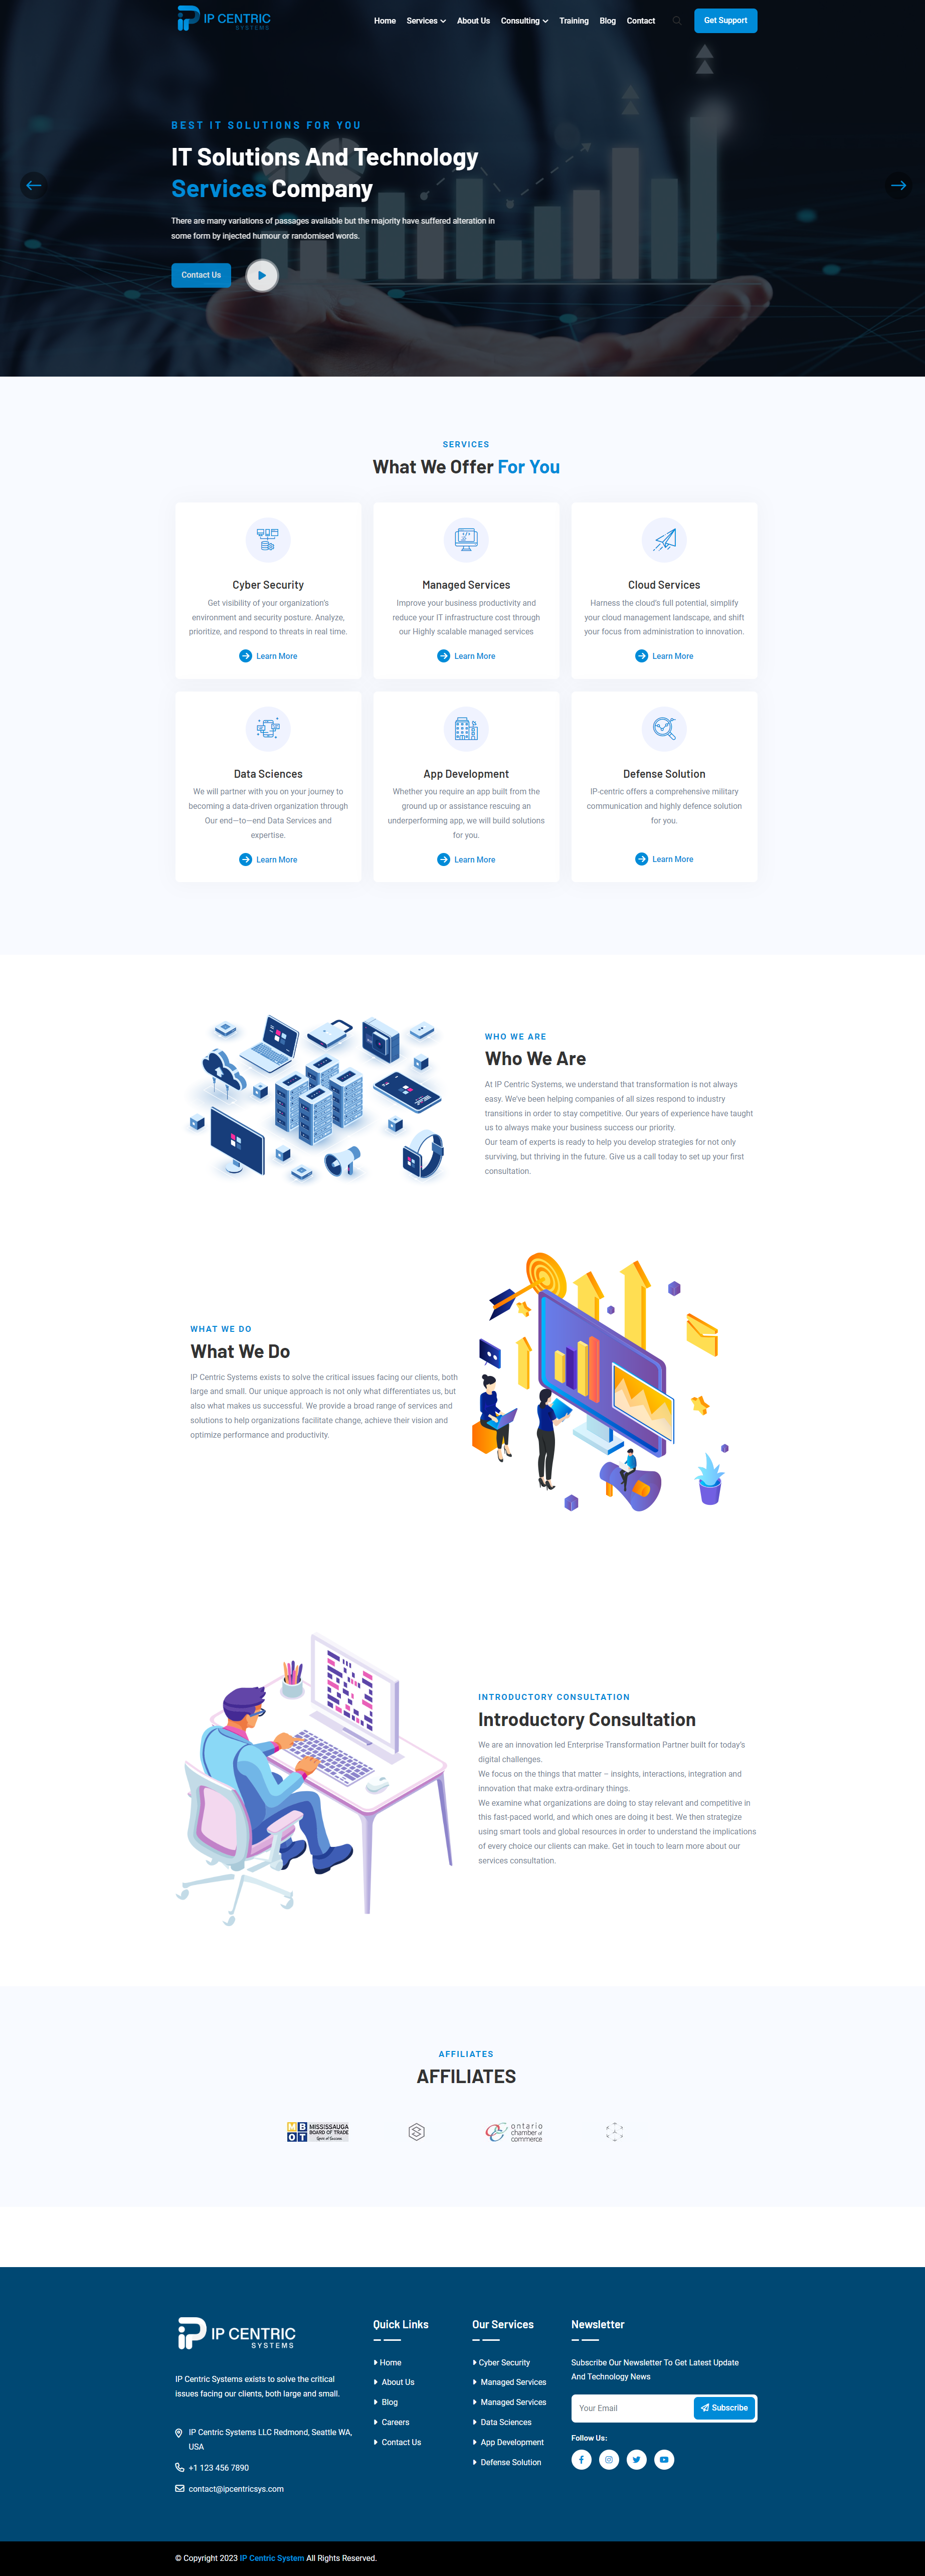 IP CENTRIC
SYSTEMS
Home Services About Us Consulting Training Blog Contact
Get Support
BEST IT SOLUTIONS FOR YOU
IT Solutions And Technology
Services Company
There are many variations of passages available but the majority have suffered alteration in
some form by injected humour or randomised words.
Contact Us
SERVICES
What We Offer For You
Cyber Security
Get visibility of your organization's
environment and security posture. Analyze,
prioritize, and respond to threats in real time.
Learn More
Managed Services
Improve your business productivity and
reduce your IT infrastructure cost through
our Highly scalable managed services
Learn More
Cloud Services
Harness the cloud's full potential, simplify
your cloud management landscape, and shift
your focus from administration to innovation.
Learn More
Data Sciences
We will partner with you on your journey to
becoming a data-driven organization through
Our end—to—end Data Services and
expertise.
Learn More
App Development
Whether you require an app built from the
ground up or assistance rescuing an
underperforming app, we will build solutions
for you.
Learn More
Defense Solution
IP-centric offers a comprehensive military
communication and highly defence solution
for you.
Learn More
WHO WE ARE
Who We Are
At IP Centric Systems, we understand that transformation is not always
easy. We've been helping companies of all sizes respond to industry
transitions in order to stay competitive. Our years of experience have taught
us to always make your business success our priority.
Our team of experts is ready to help you develop strategies for not only
surviving, but thriving in the future. Give us a call today to set up your first
consultation.
WHAT WE DO
What We Do
IP Centric Systems exists to solve the critical issues facing our clients, both
large and small. Our unique approach is not only what differentiates us, but
also what makes us successful. We provide a broad range of services and
solutions to help organizations facilitate change, achieve their vision and
optimize performance and productivity.
INTRODUCTORY CONSULTATION
Introductory Consultation
We are an innovation led Enterprise Transformation Partner built for today's
digital challenges.
We focus on the things that matter – insights, interactions, integration and
innovation that make extra-ordinary things.
We examine what organizations are doing to stay relevant and competitive in
this fast-paced world, and which ones are doing it best. We then strategize
using smart tools and global resources in order to understand the implications
of every choice our clients can make. Get in touch to learn more about our
services consultation.
AFFILIATES
AFFILIATES
MBOT MISSISSAUGA
BOARD OF TRADE
Spirit of Success
ontario
chamber of
commerce
IP CENTRIC
SYSTEMS
IP Centric Systems exists to solve the critical
issues facing our clients, both large and small.
IP Centric Systems LLC Redmond, Seattle WA,
USA
+1 123 456 7890
contact@ipcentricsys.com
Quick Links
Home
About Us
Blog
Careers
Contact Us
Our Services
Cyber Security
Managed Services
Managed Services
Data Sciences
App Development
Defense Solution
Newsletter
Subscribe Our Newsletter To Get Latest Update
And Technology News
Your Email
Subscribe
Follow Us:
© Copyright 2023 IP Centric System All Rights Reserved.